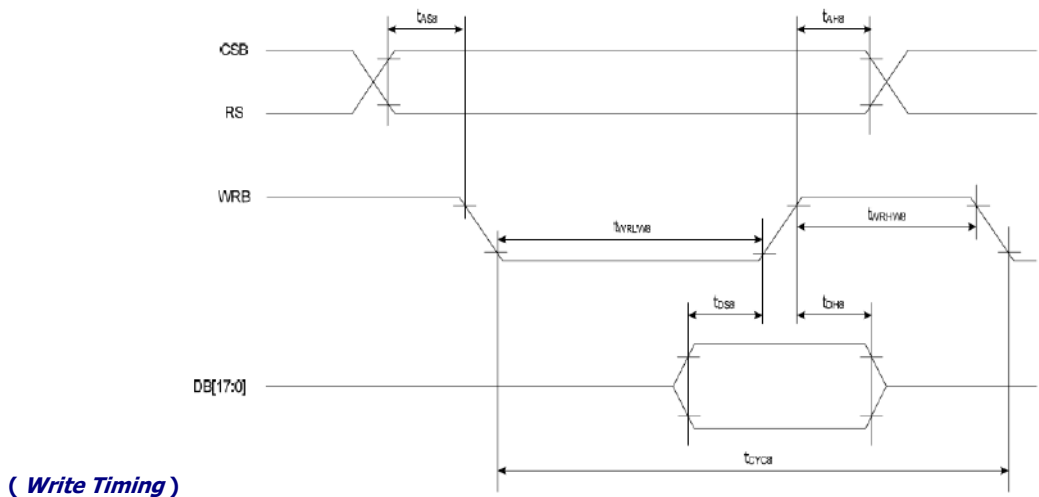 tAS8 tAH8
CSB
RS
WRB
tWRLW8 tWRHW8
tDS8 tDH8
DB[17:0]
tCYC8
( Write Timing )